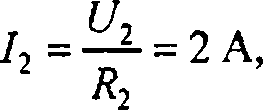 I₂ = U₂/R₂ = 2 A,